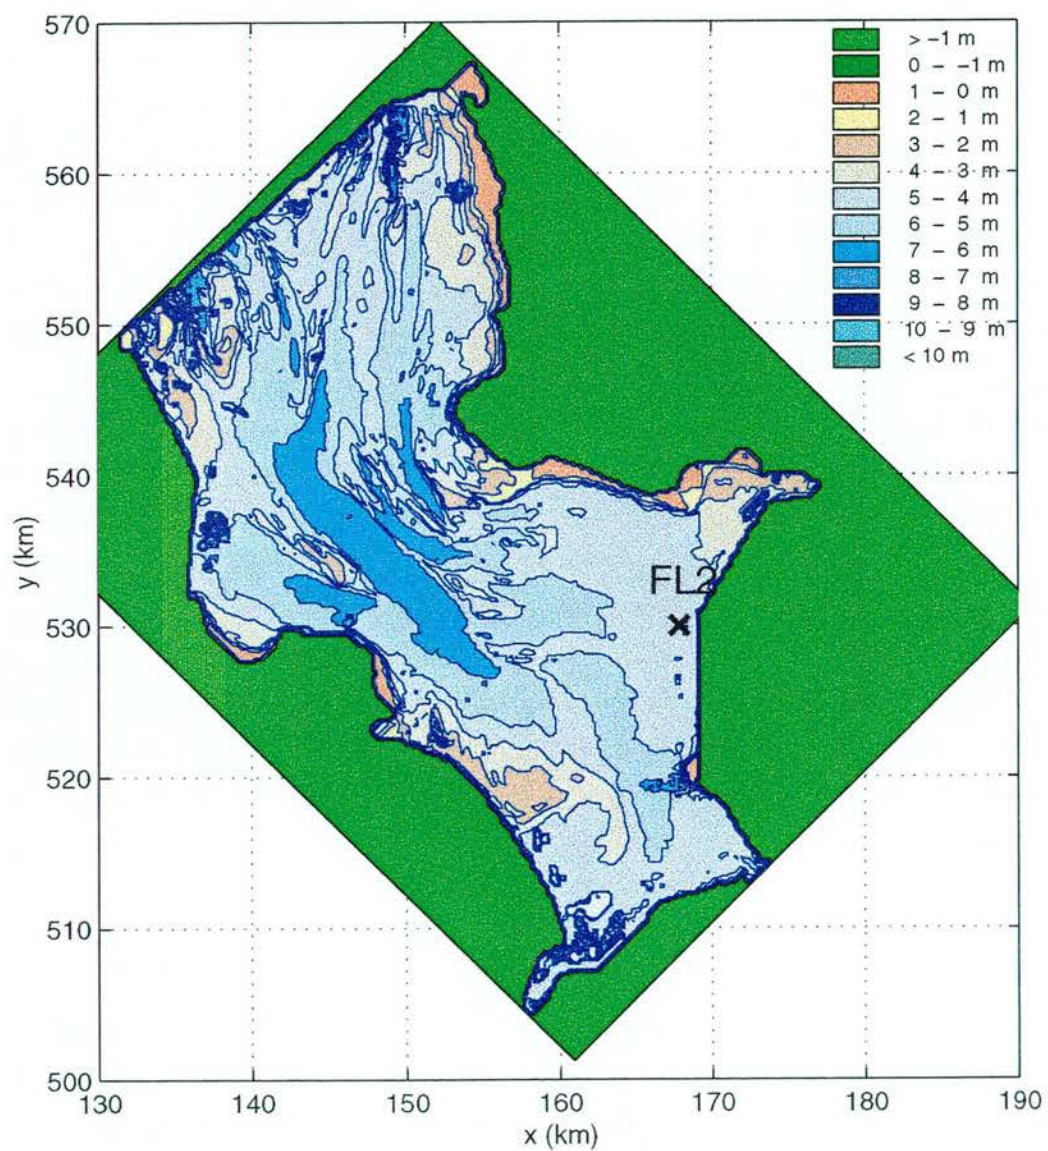 570
560
550
540
530
520
510
500
y (km)
130 140 150 160 170 180 190
x (km)
FL2
> -1 m
0 - -1 m
1 - 0 m
2 - 1 m
3 - 2 m
4 - 3 m
5 - 4 m
6 - 5 m
7 - 6 m
8 - 7 m
9 - 8 m
10 - 9 m
< 10 m